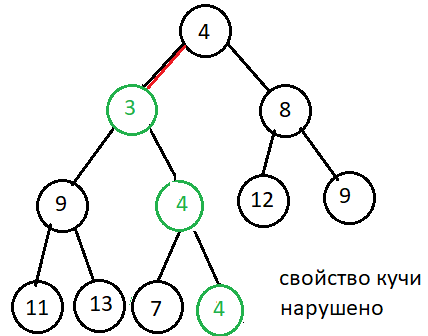 4
3 8
9 4 12 9
11 13 7 4
свойство кучи
нарушено